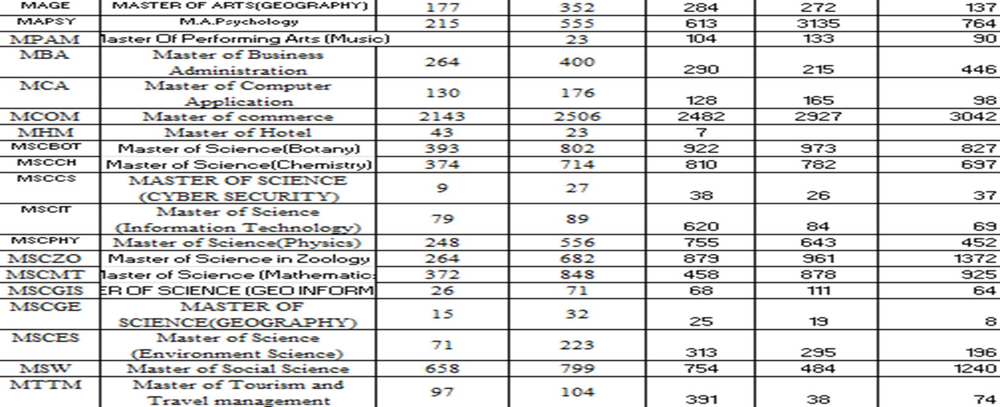 MAGE MASTER OF ARTS(GEOGRAPHY) 177 352 284 272 137
MAPSY M.A.Psychology 215 555 613 3135 764
MPAM laster Of Performing Arts (Music) 23 104 133 90
MBA Master of Business Administration 264 400 290 215 446
MCA Master of Computer Application 130 176 128 165 98
MCOM Master of commerce 2143 2506 2482 2927 3042
MHM Master of Hotel 43 23 7
MSCBOT Master of Science(Botany) 393 802 922 973 827
MSCCH Master of Science(Chemistry) 374 714 810 782 697
MSCCS MASTER OF SCIENCE (CYBER SECURITY) 9 27 38 26 37
MSCIT Master of Science (Information Technology) 79 89 620 84 69
MSCPHY Master of Science(Physics) 248 556 755 643 452
MSCZO Master of Science in Zoology 264 682 879 961 1372
MSCMT laster of Science (Mathematics 372 848 458 878 925
MSCGIS ER OF SCIENCE (GEO INFORM 26 71 68 111 64
MSCGE MASTER OF SCIENCE(GEOGRAPHY) 15 32 25 19 8
MSCES Master of Science (Environment Science) 71 223 313 295 196
MSW Master of Social Science 658 799 754 484 1240
MTTM Master of Tourism and Travel management 97 104 391 38 74